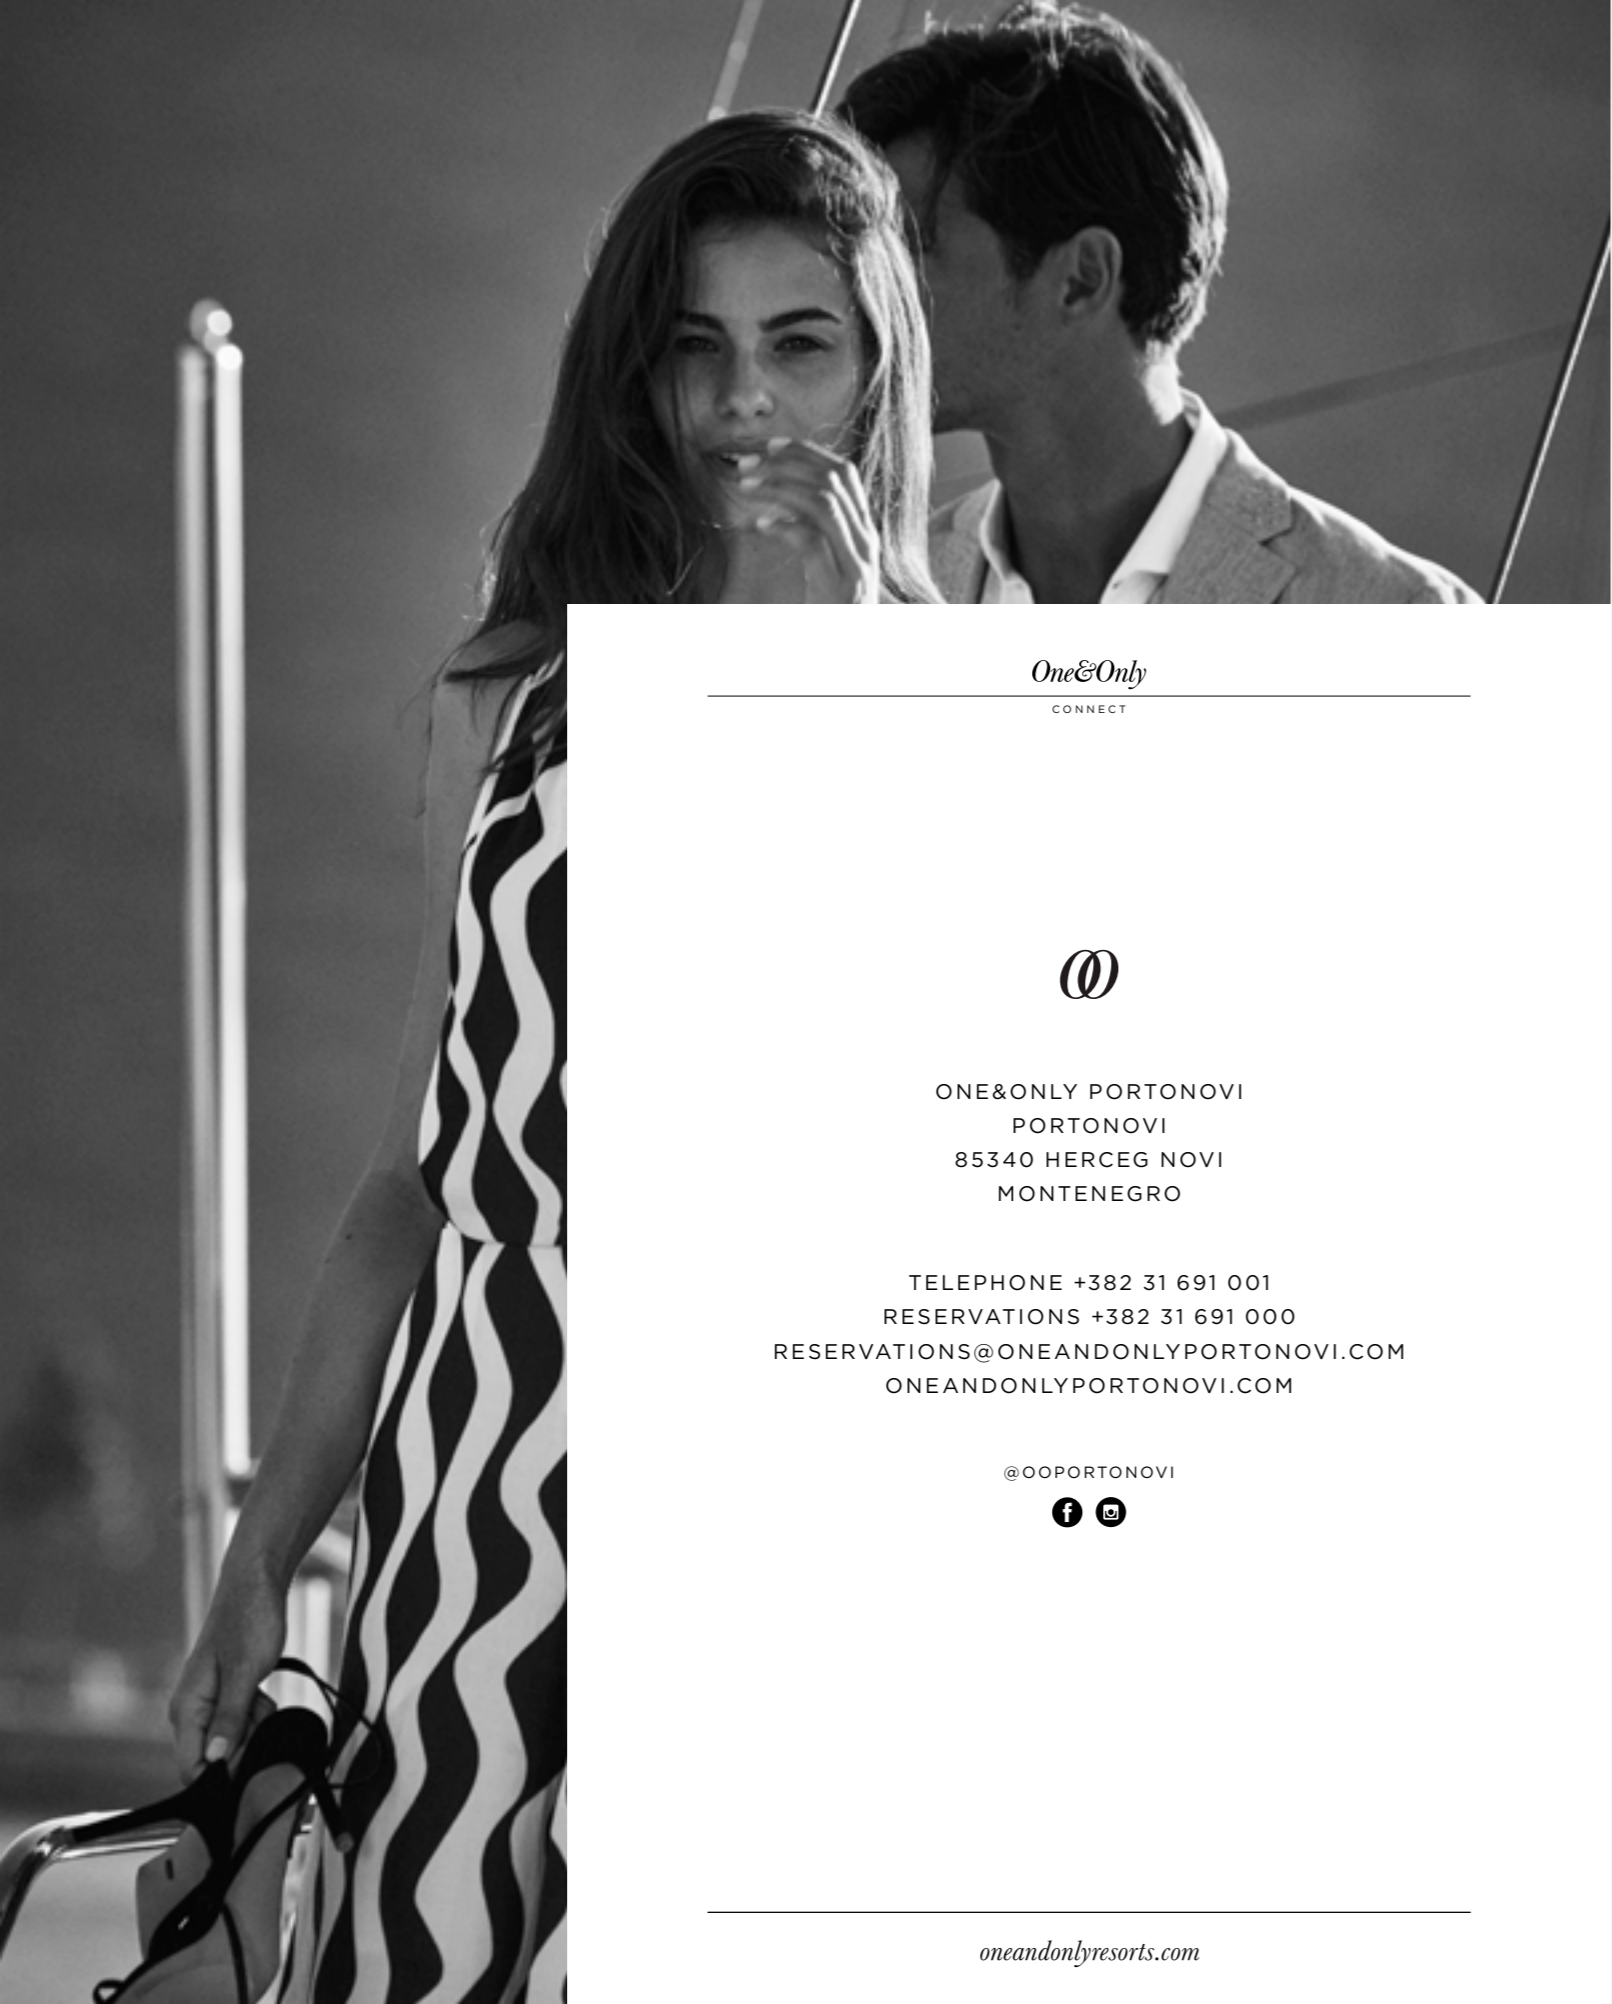 One&Only
CONNECT
OO
ONE&ONLY PORTONOVI
PORTONOVI
85340 HERCEG NOVI
MONTENEGRO
TELEPHONE +382 31 691 001
RESERVATIONS +382 31 691 000
RESERVATIONS@ONEANDONLYPORTONOVI.COM
ONEANDONLYPORTONOVI.COM
@OOPORTONOVI
oneandonlyresorts.com